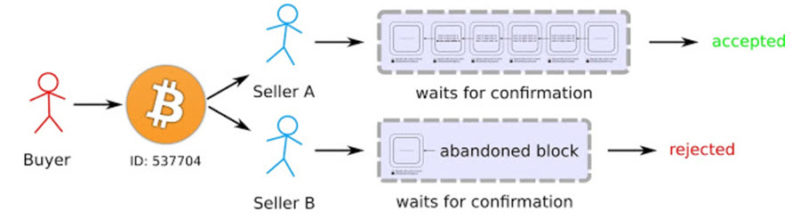 Seller A
waits for confirmation
accepted
Buyer
ID: 537704
Seller B
abandoned block
waits for confirmation
rejected